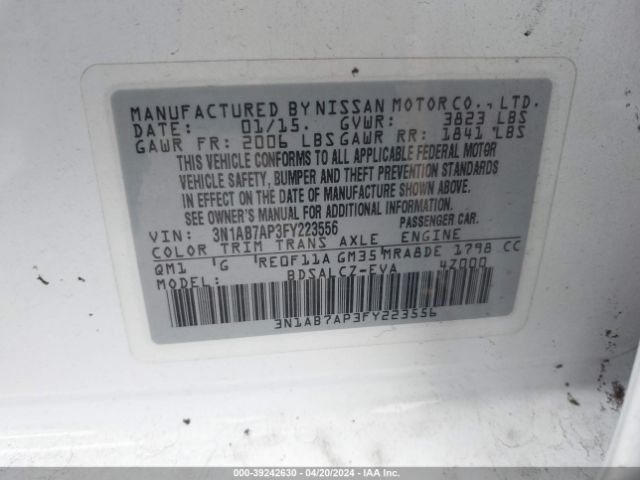 MANUFACTURED BY NISSAN MOTOR CO., LTD.
DATE: 01/15. GVWR: 3823 LBS
GAWR FR: 2006 LBS GAWR RR: 1841 LBS
THIS VEHICLE CONFORMS TO ALL APPLICABLE FEDERAL MOTOR
VEHICLE SAFETY, BUMPER AND THEFT PREVENTION STANDARDS
IN EFFECT ON THE DATE OF MANUFACTURE SHOWN ABOVE.
SEE OWNER'S MANUAL FOR ADDITIONAL INFORMATION.
VIN: 3N1AB7AP3FY223556 PASSENGER CAR.
COLOR TRIM TRANS AXLE ENGINE
QM1 'G RE0F11A GM35 MRA8DE 1798 CC
MODEL: BDSALCZ-EVA 4Z000
3N1AB7AP3FY223556
000-39242630 - 04/20/2024 - IAA Inc.